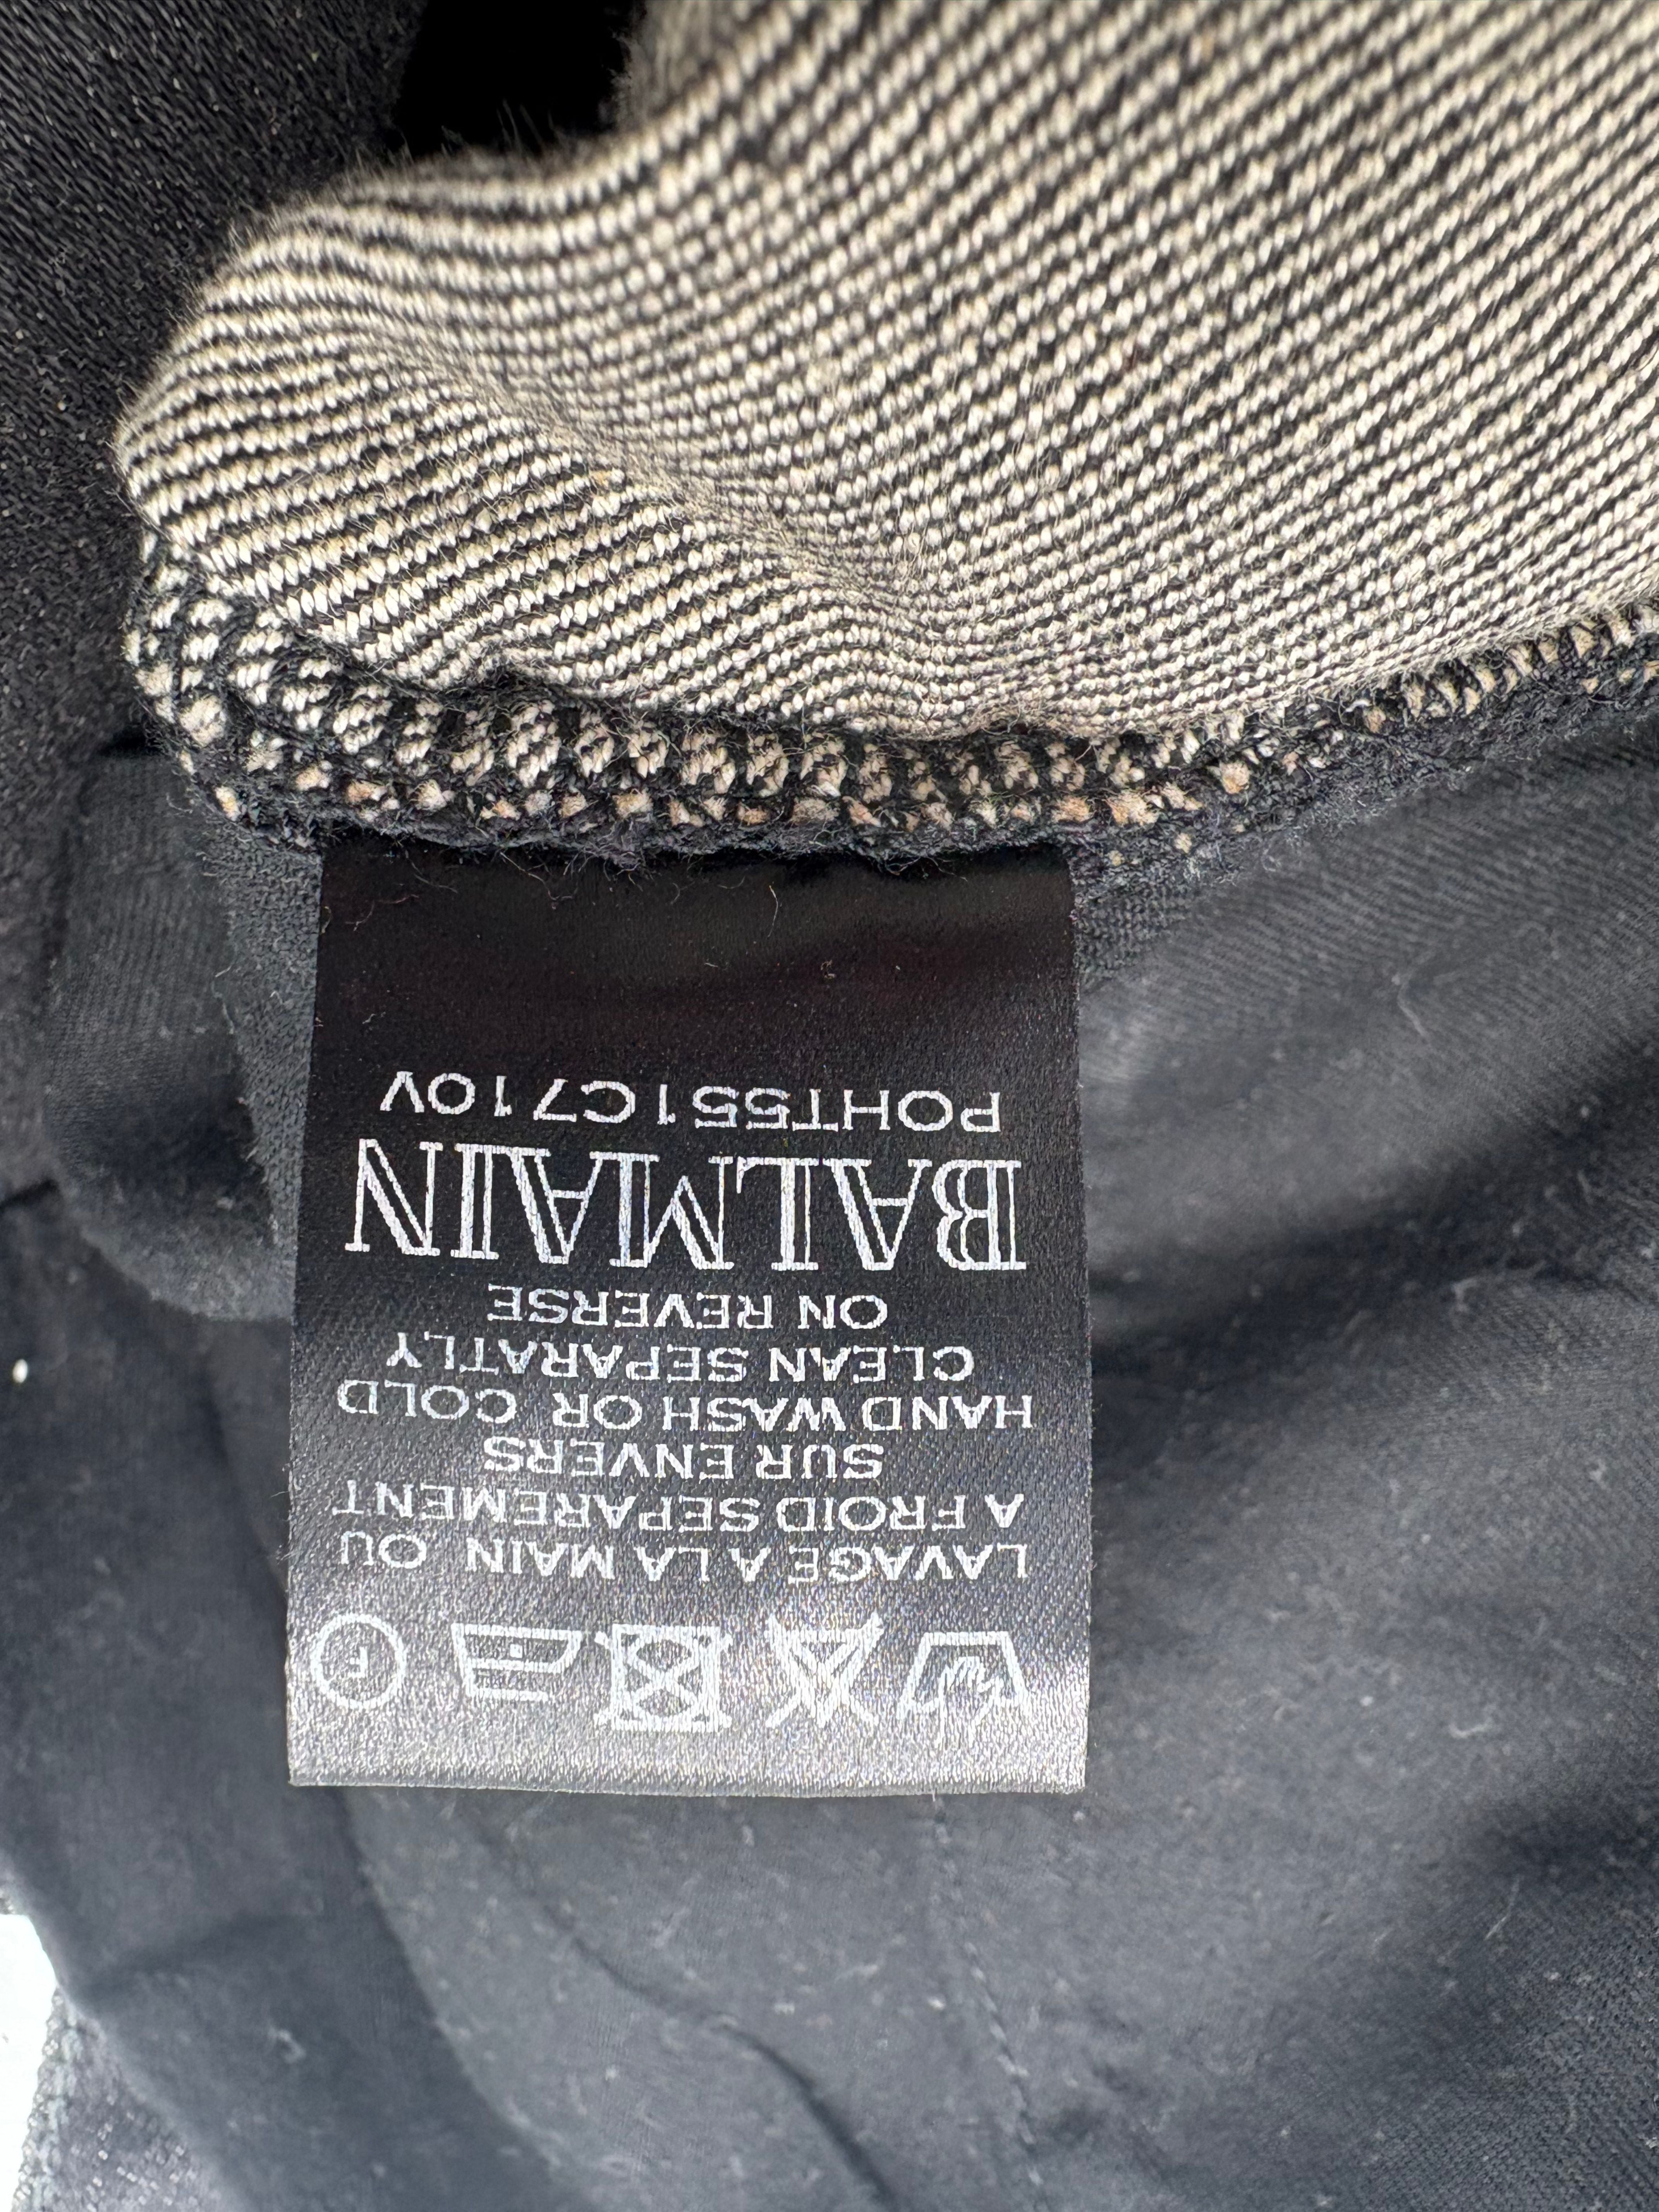 F
LAVAGE A LA MAIN OU
A FROID SEPAREMENT
SUR ENVERS
HAND WASH OR COLD
CLEAN SEPARATLY
ON REVERSE
BALMAIN
POHT551C710V